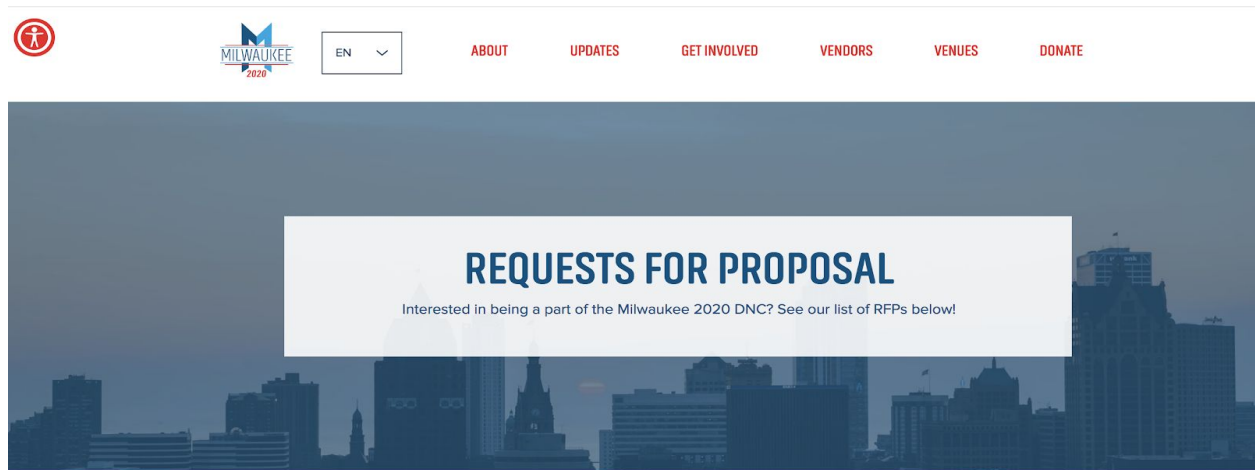 MILWAUKEE
2020
EN
ABOUT
UPDATES
GET INVOLVED
VENDORS
VENUES
DONATE
REQUESTS FOR PROPOSAL
Interested in being a part of the Milwaukee 2020 DNC? See our list of RFPs below!